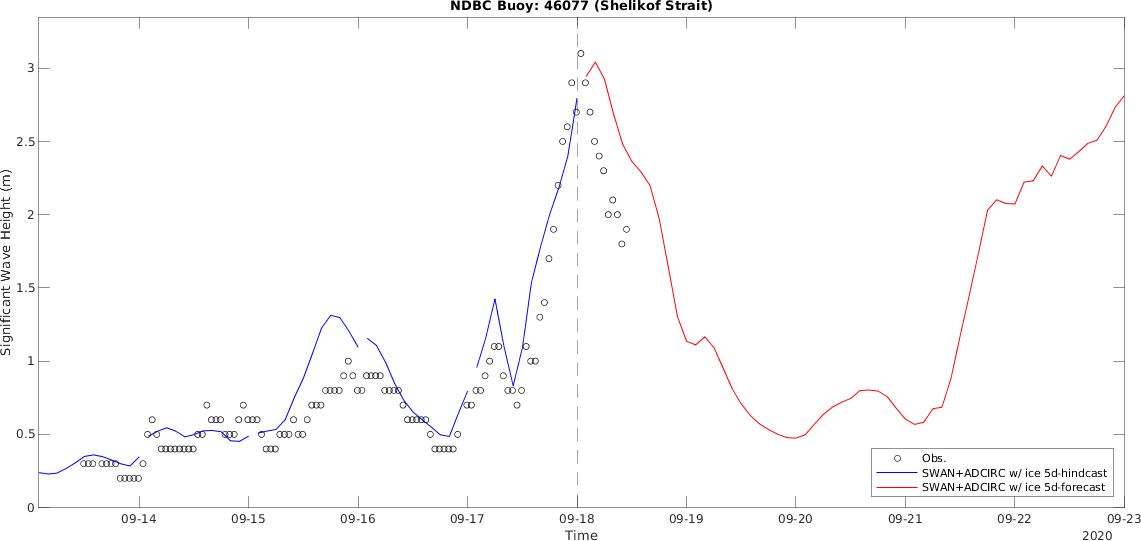 NDBC Buoy: 46077 (Shelikof Strait)
Significant Wave Height (m)
3
2.5
2
1.5
1
0.5
0
Obs.
SWAN+ADCIRC w/ ice 5d-hindcast
SWAN+ADCIRC w/ ice 5d-forecast
09-14 09-15 09-16 09-17 09-18 09-19 09-20 09-21 09-22 09-23
Time
2020